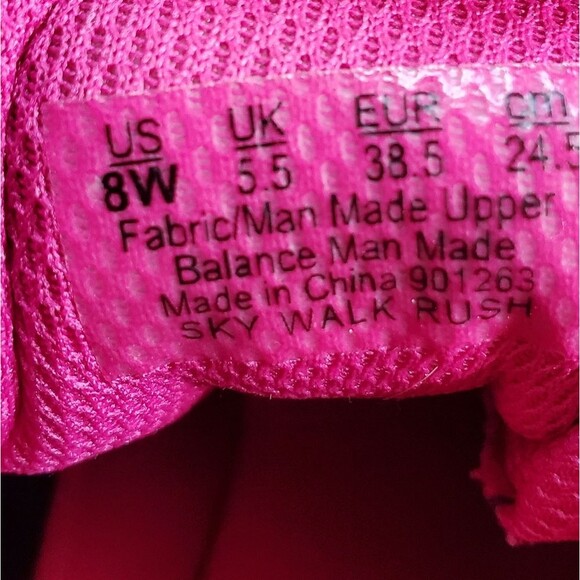 US UK EUR cm
8W 5.5 38.5 24.5
Fabric/Man Made Upper
Balance Man Made
Made in China 901263
SKY WALK RUSH